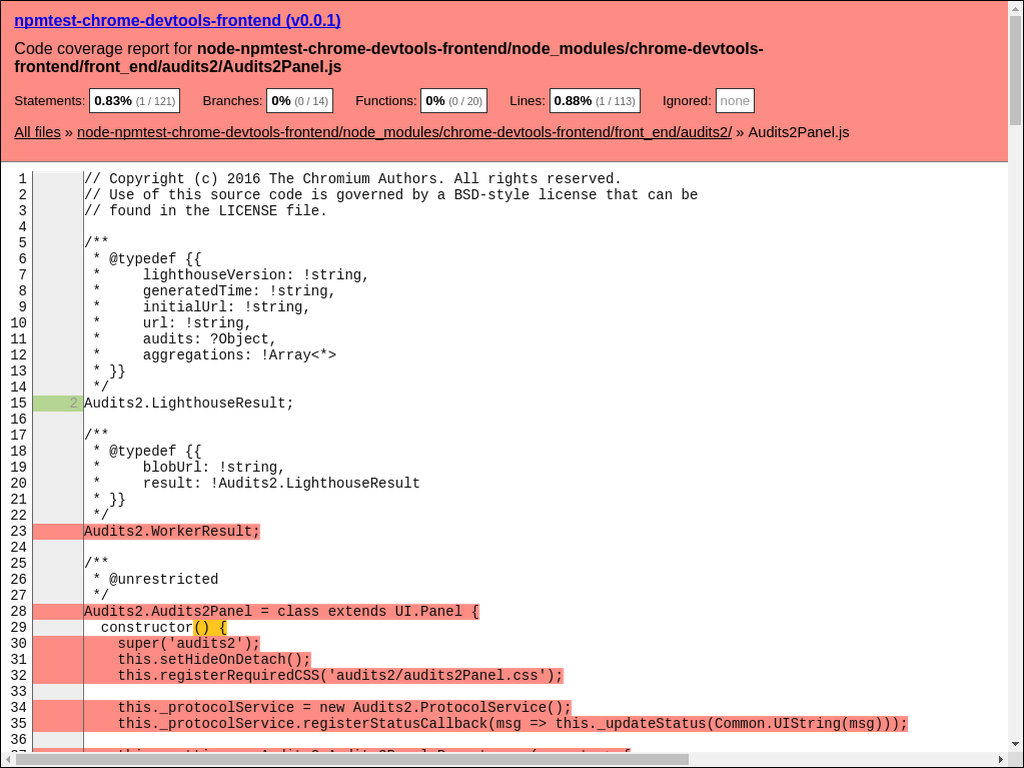 npmtest-chrome-devtools-frontend (v0.0.1)
Code coverage report for node-npmtest-chrome-devtools-frontend/node_modules/chrome-devtools-
frontend/front_end/audits2/Audits2Panel.js
Statements: 0.83% (1 / 121) Branches: 0% (0 / 14) Functions: 0% (0 / 20) Lines: 0.88% (1 / 113) Ignored: none
All files » node-npmtest-chrome-devtools-frontend/node_modules/chrome-devtools-frontend/front_end/audits2/ » Audits2Panel.js
1 // Copyright (c) 2016 The Chromium Authors. All rights reserved.
2 // Use of this source code is governed by a BSD-style license that can be
3 // found in the LICENSE file.
4
5 /**
6  * @typedef {{
7  *     lighthouseVersion: !string,
8  *     generatedTime: !string,
9  *     initialUrl: !string,
10  *     url: !string,
11  *     audits: ?Object,
12  *     aggregations: !Array<*>
13  * }}
14  */
15 2 Audits2.LighthouseResult;
16
17 /**
18  * @typedef {{
19  *     blobUrl: !string,
20  *     result: !Audits2.LighthouseResult
21  * }}
22  */
23 Audits2.WorkerResult;
24
25 /**
26  * @unrestricted
27  */
28 Audits2.Audits2Panel = class extends UI.Panel {
29   constructor() {
30     super('audits2');
31     this.setHideOnDetach();
32     this.registerRequiredCSS('audits2/audits2Panel.css');
33
34     this._protocolService = new Audits2.ProtocolService();
35     this._protocolService.registerStatusCallback(msg => this._updateStatus(Common.UIString(msg)));
36